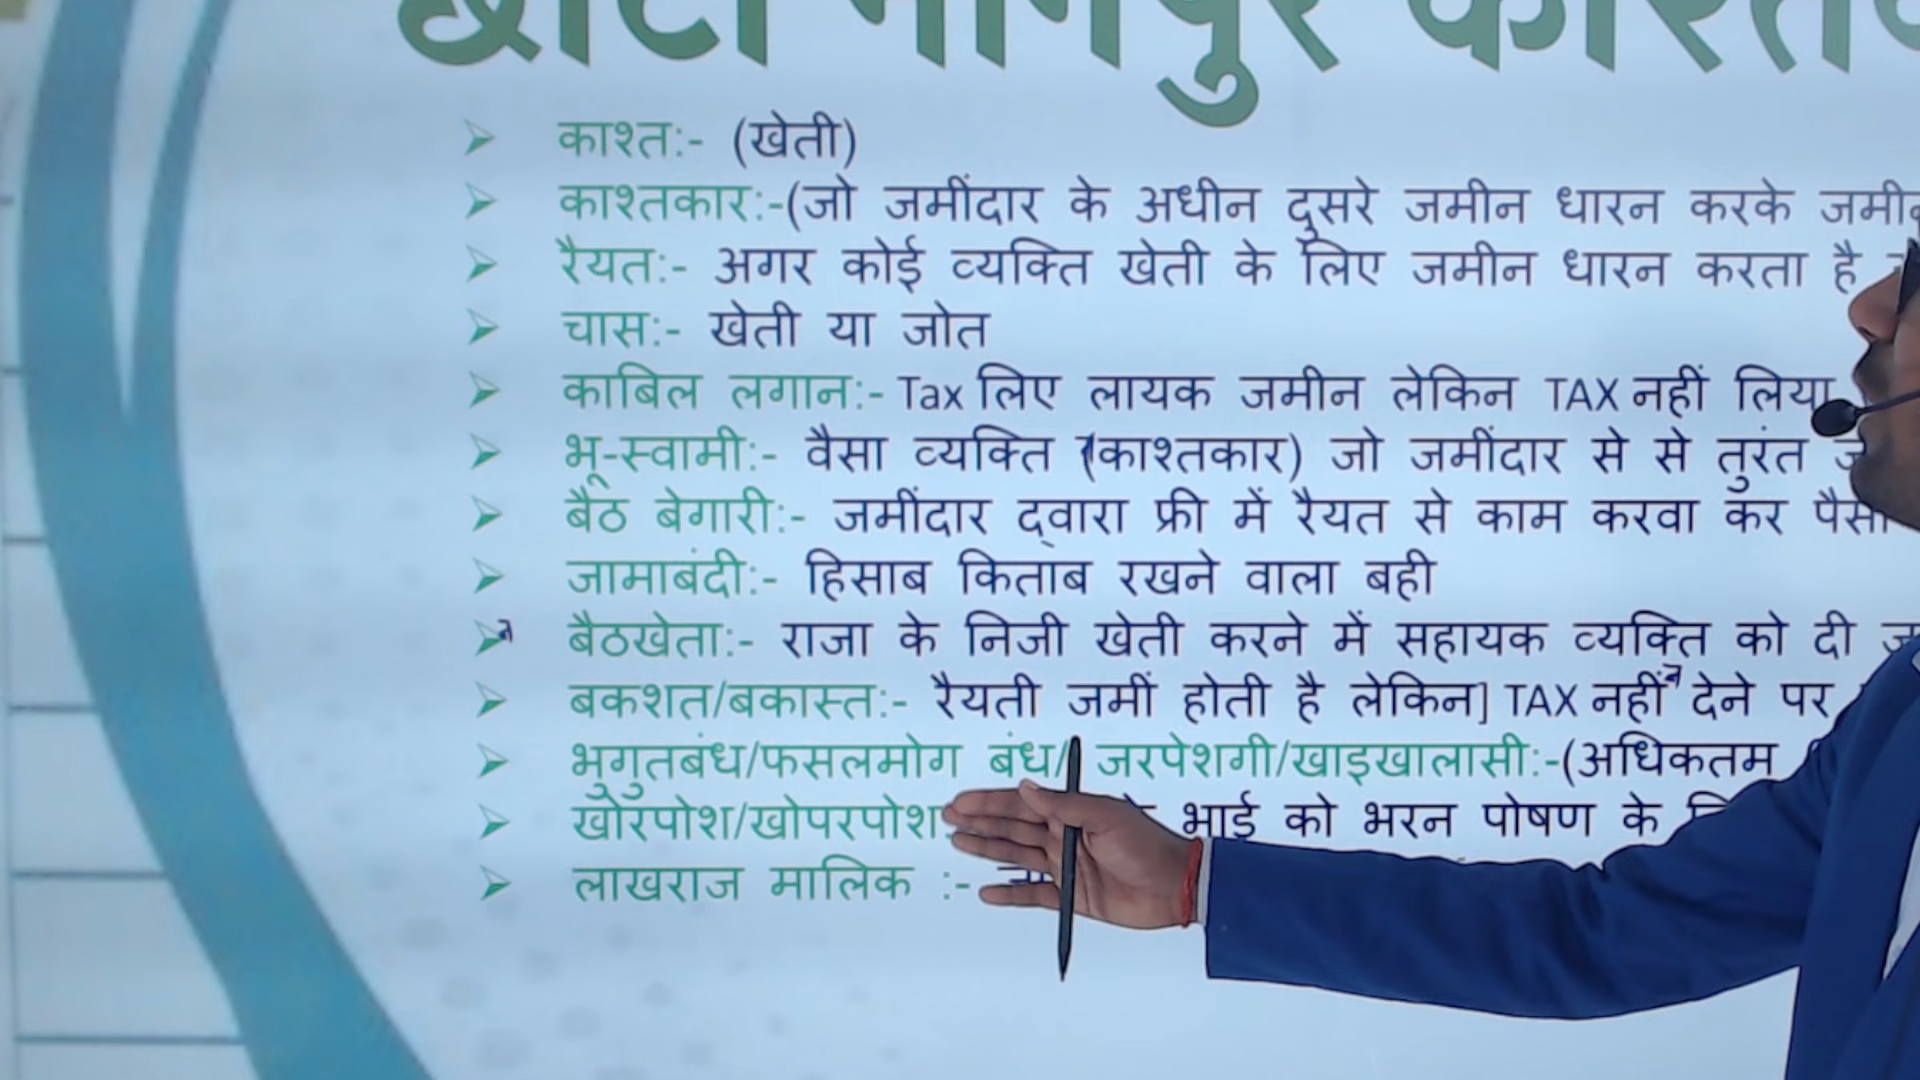 छोटा नागपुर
काश्त:- (खेती)
काश्तकार:-(जो जमींदार के अधीन दुसरे जमीन धारन करके
रैयत:- अगर कोई व्यक्ति खेती के लिए जमीन धारन करता है
चास:- खेती या जोत
काबिल लगान:- Tax लिए लायक जमीन लेकिन TAX नहीं लिया
भू-स्वामी:- वैसा व्यक्ति (काश्तकार) जो जमींदार से से तुरंत
बैठ बेगारी:- जमींदार द्वारा फ्री में रैयत से काम करवा कर पैसा
जामाबंदी:- हिसाब किताब रखने वाला बही
बैठखेता:- राजा के निजी खेती करने में सहायक व्यक्ति को दी
बकशत/बकास्त:- रैयती जमीं होती है लेकिन] TAX नहीं देने पर
भुगुतबंध/फसलमोग बंध/ जरपेशगी/खाइखालासी:-(अधिकतम
खोरपोश/खोपरपोश भाई को भरन पोषण के
लाखराज मालिक :-